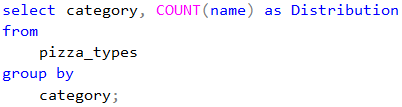 select category, COUNT(name) as Distribution
from
    pizza_types
group by
    category;